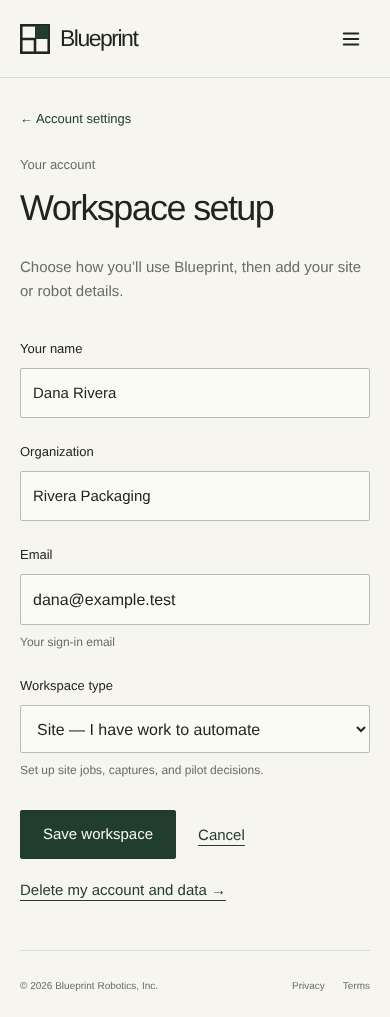 Blueprint
← Account settings
Your account
Workspace setup
Choose how you'll use Blueprint, then add your site
or robot details.
Your name
Dana Rivera
Organization
Rivera Packaging
Email
dana@example.test
Your sign-in email
Workspace type
Site — I have work to automate
Set up site jobs, captures, and pilot decisions.
Save workspace Cancel
Delete my account and data →
© 2026 Blueprint Robotics, Inc. Privacy Terms